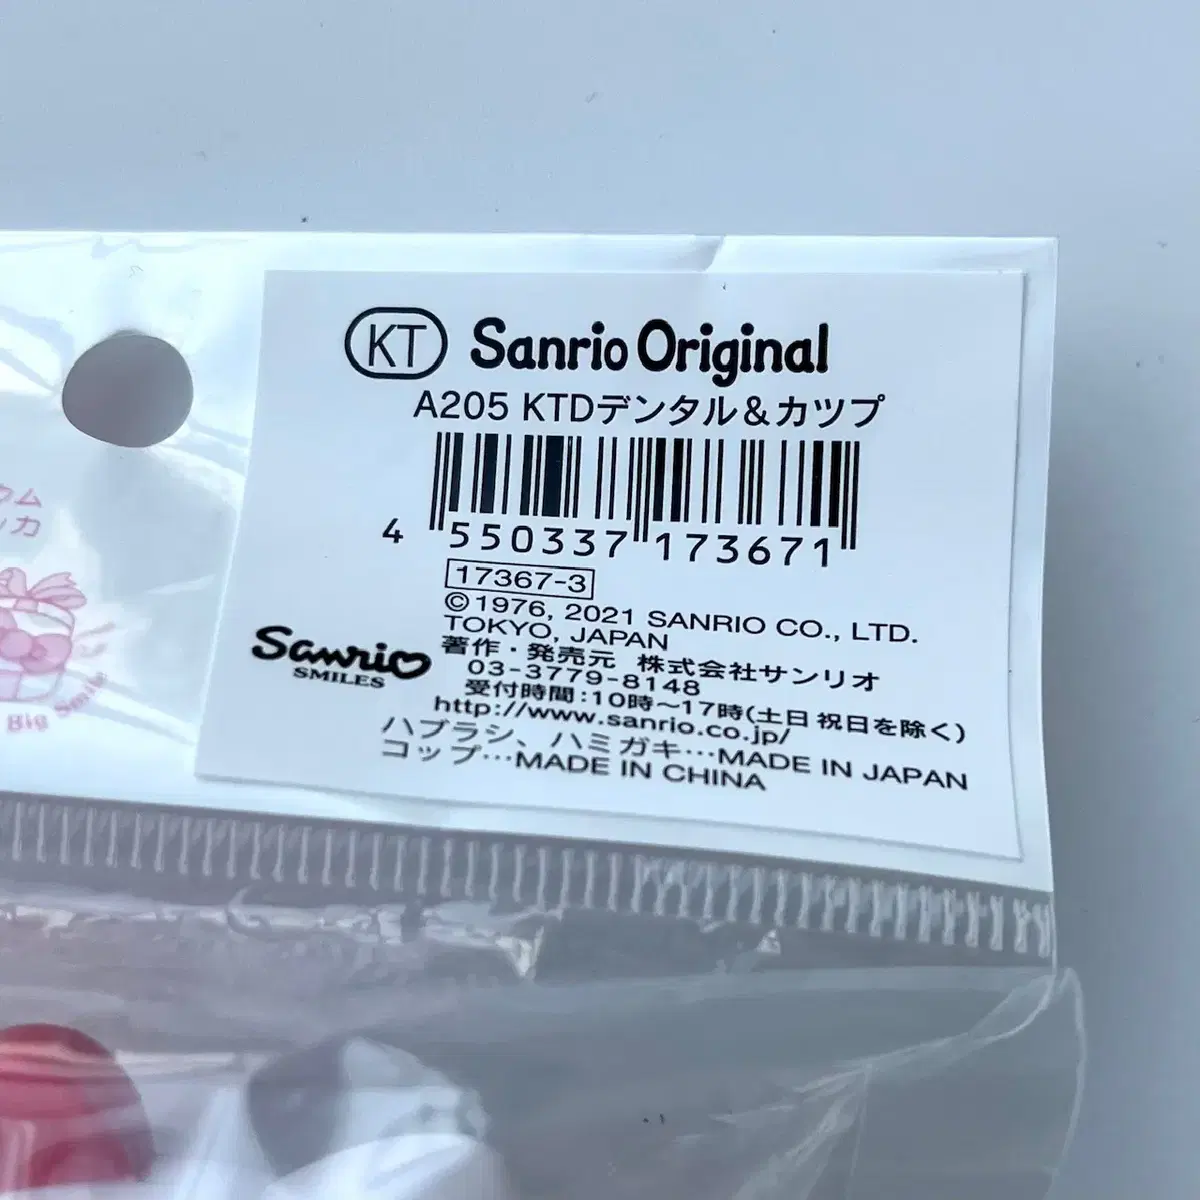 KT Sanrio Original
A205 KTDデンタル&カツプ
4 550337 173671
17367-3
©1976, 2021 SANRIO CO., LTD.
TOKYO, JAPAN
著作・発売元 株式会社サンリオ
03-3779-8148
受付時間:10時~17時(土日祝日を除く)
http://www.sanrio.co.jp/
Sanrio
SMILES
ハブラシ、ハミガキ…MADE IN JAPAN
コップ…MADE IN CHINA
Big Smile